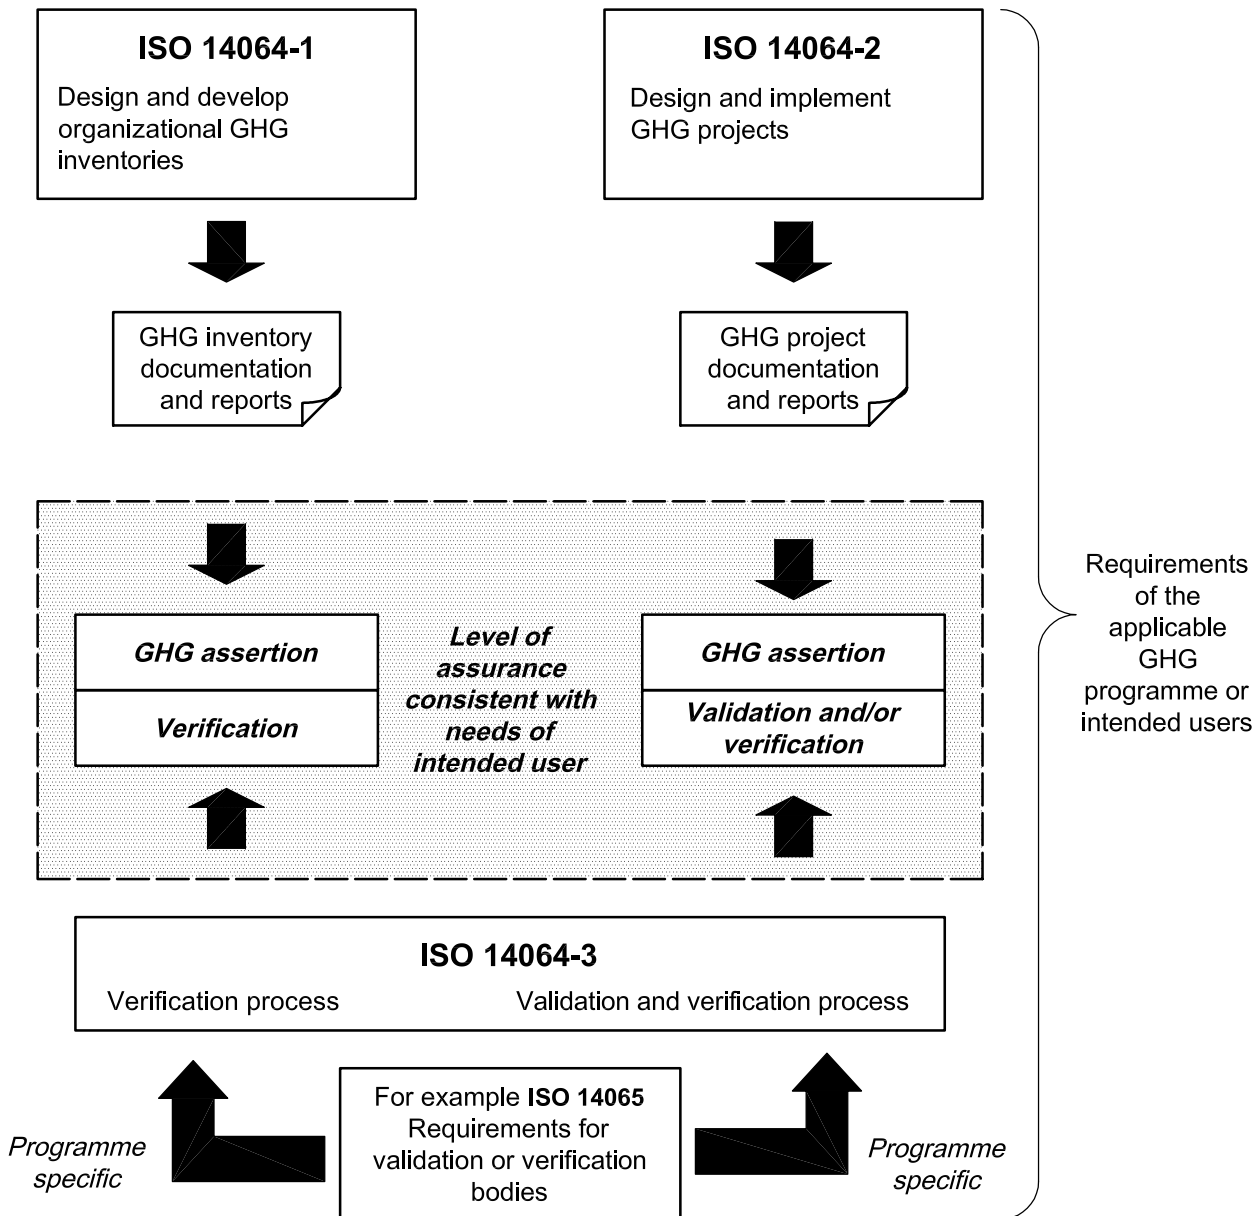 ISO 14064-1
Design and develop
organizational GHG
inventories
ISO 14064-2
Design and implement
GHG projects
GHG inventory
documentation
and reports
GHG project
documentation
and reports
GHG assertion
Verification
Level of
assurance
consistent with
needs of
intended user
GHG assertion
Validation and/or
verification
Requirements
of the
applicable
GHG
programme or
intended users
ISO 14064-3
Verification process
Validation and verification process
Programme
specific
For example ISO 14065
Requirements for
validation or verification
bodies
Programme
specific